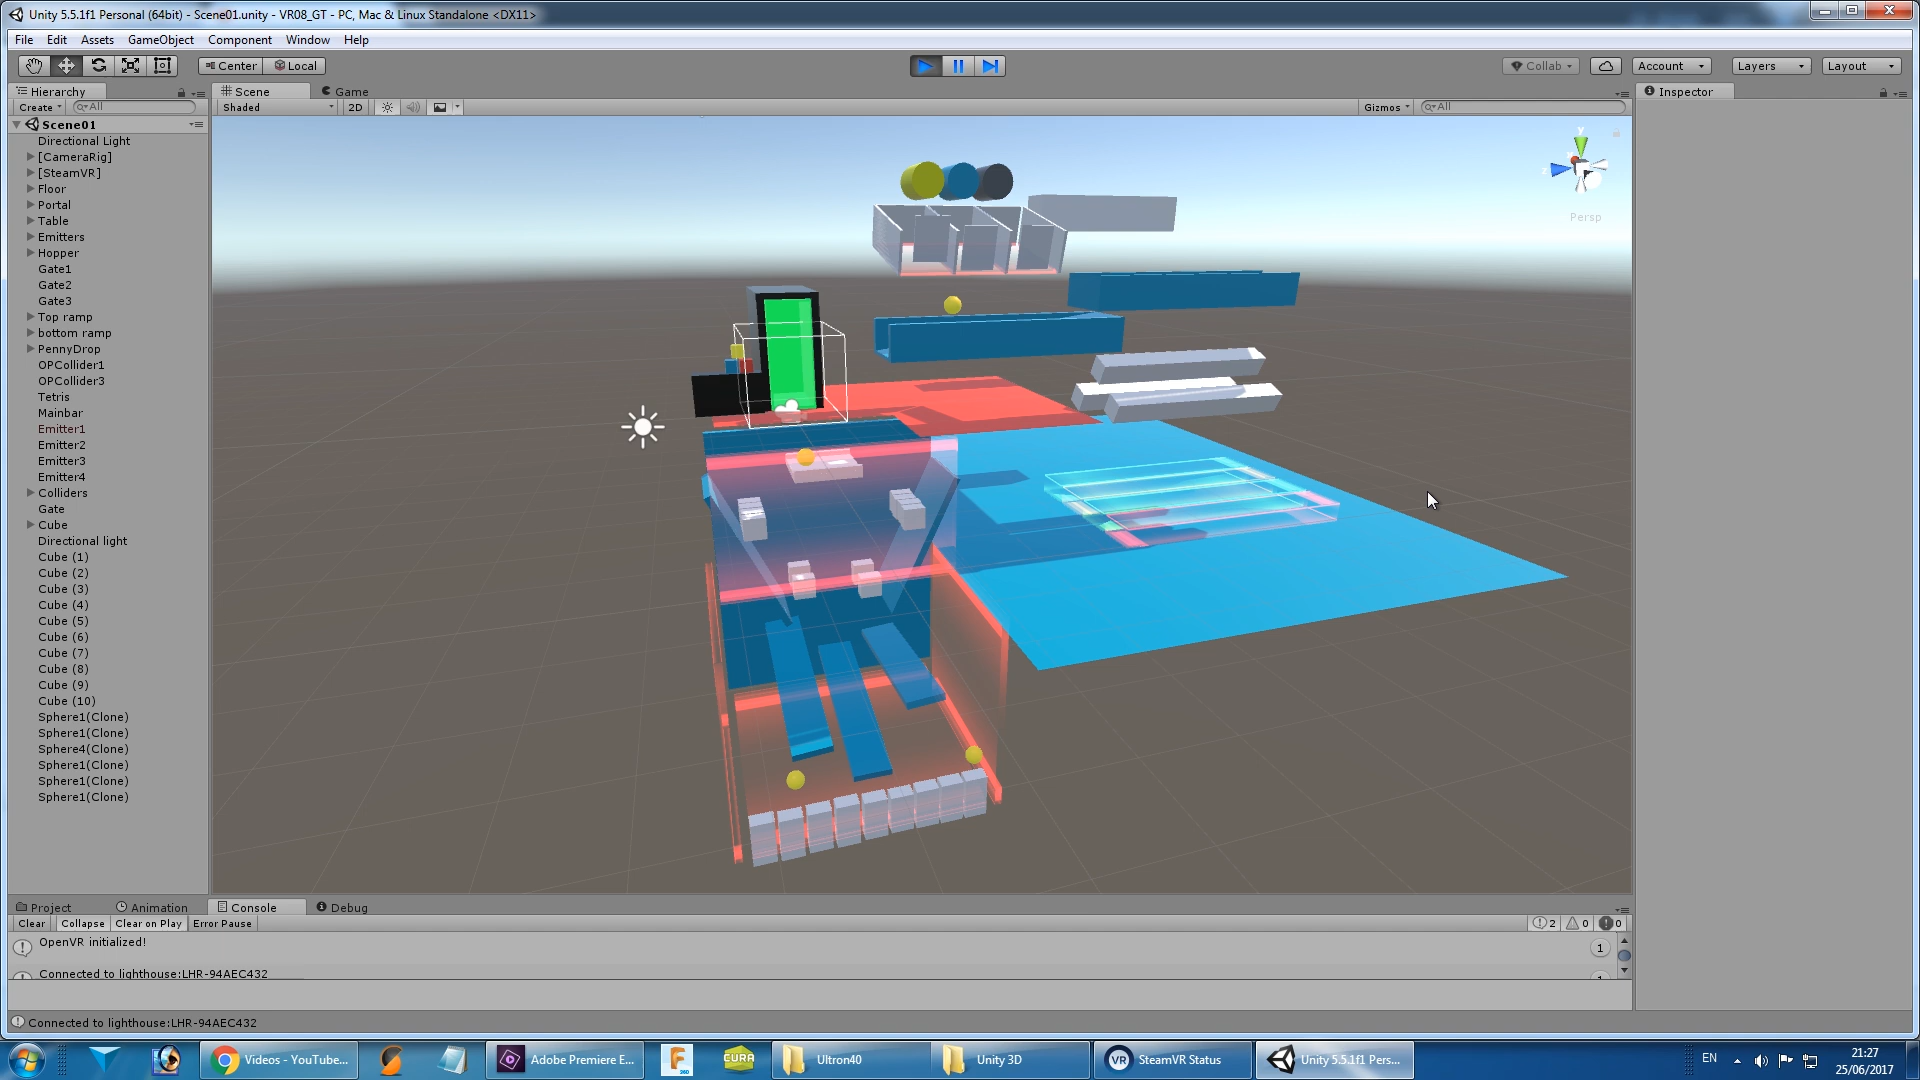 Unity 5.5.1f1 Personal (64bit) - Scene01.unity - VR08_GT - PC, Mac & Linux Standalone <DX11>
File Edit Assets GameObject Component Window Help
Center Local Collab Account Layers Layout
Hierarchy
Create All
Scene01
Directional Light
[CameraRig]
[SteamVR]
Floor
Portal
Table
Emitters
Hopper
Gate1
Gate2
Gate3
Top ramp
bottom ramp
PennyDrop
OPCollider1
OPCollider3
Tetris
Mainbar
Emitter1
Emitter2
Emitter3
Emitter4
Colliders
Gate
Cube
Directional light
Cube (1)
Cube (2)
Cube (3)
Cube (4)
Cube (5)
Cube (6)
Cube (7)
Cube (8)
Cube (9)
Cube (10)
Sphere1(Clone)
Sphere1(Clone)
Sphere4(Clone)
Sphere1(Clone)
Sphere1(Clone)
Sphere1(Clone)
Scene Game
Shaded 2D Gizmos All
y
z
Persp
Inspector
Project Animation Console Debug
Clear Collapse Clear on Play Error Pause 2 0 0
OpenVR initialized! 1
Connected to lighthouse:LHR-94AEC432
Connected to lighthouse:LHR-94AEC432
Videos - YouTube... Adobe Premiere E... F 360 CURA Ultron40 Unity 3D VR SteamVR Status Unity 5.5.1f1 Pers... EN
21:27
25/06/2017